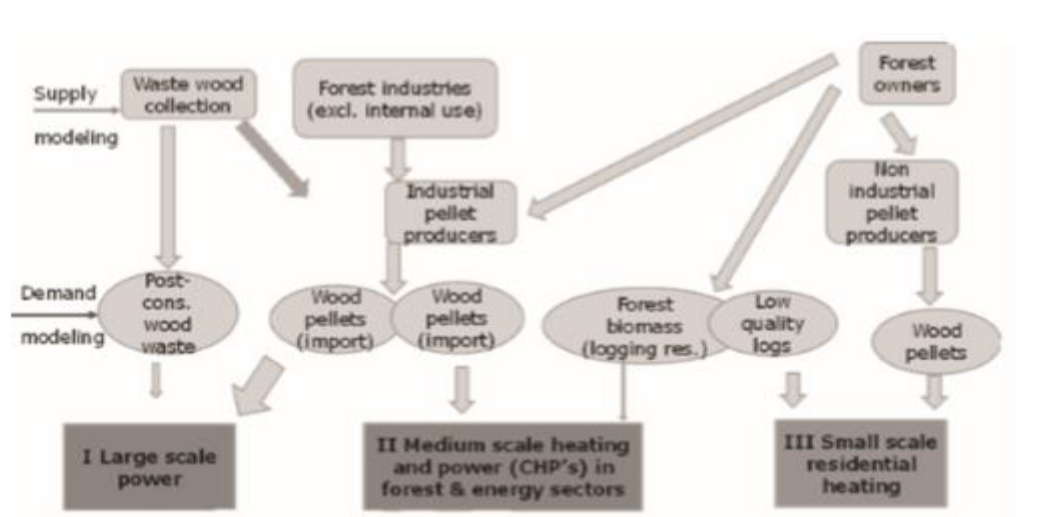 Supply
modeling
Waste wood
collection
Forest industries
(excl. internal use)
Forest
owners
Industrial
pellet
producers
Non
industrial
pellet
producers
Demand
modeling
Post-
cons.
wood
waste
Wood
pellets
(import)
Wood
pellets
(import)
Forest
biomass
(logging res.)
Low
quality
logs
Wood
pellets
I Large scale
power
II Medium scale heating
and power (CHP's) in
forest & energy sectors
III Small scale
residential
heating